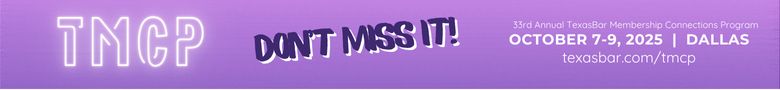 TMCP
DON'T MISS IT!
33rd Annual TexasBar Membership Connections Program
OCTOBER 7-9, 2025 | DALLAS
texasbar.com/tmcp